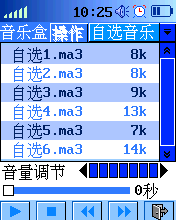 10:25
音乐盒 操作 自选音乐
自选1.ma3 8k
自选2.ma3 8k
自选3.ma3 9k
自选4.ma3 13k
自选5.ma3 7k
自选6.ma3 14k
音量调节
0秒